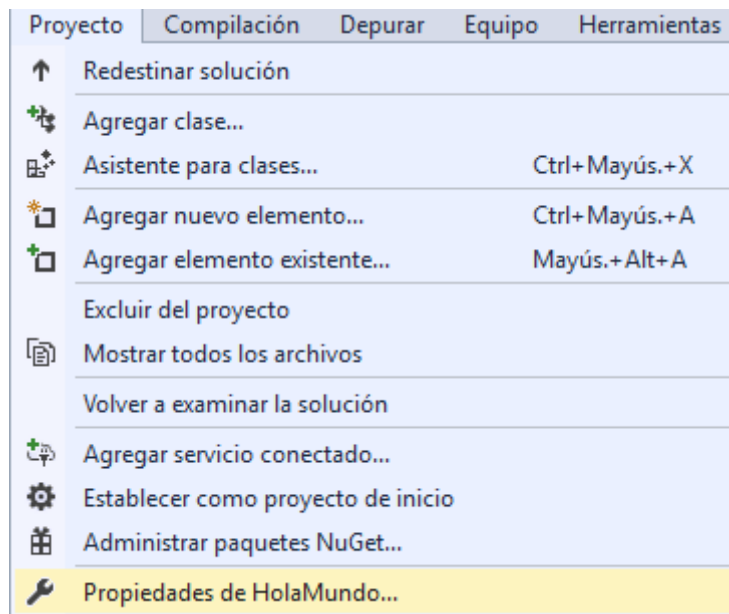 Proyecto Compilación Depurar Equipo Herramientas
Redestinar solución
Agregar clase...
Asistente para clases... Ctrl+Mayús.+X
Agregar nuevo elemento... Ctrl+Mayús.+A
Agregar elemento existente... Mayús.+Alt+A
Excluir del proyecto
Mostrar todos los archivos
Volver a examinar la solución
Agregar servicio conectado...
Establecer como proyecto de inicio
Administrar paquetes NuGet...
Propiedades de HolaMundo...